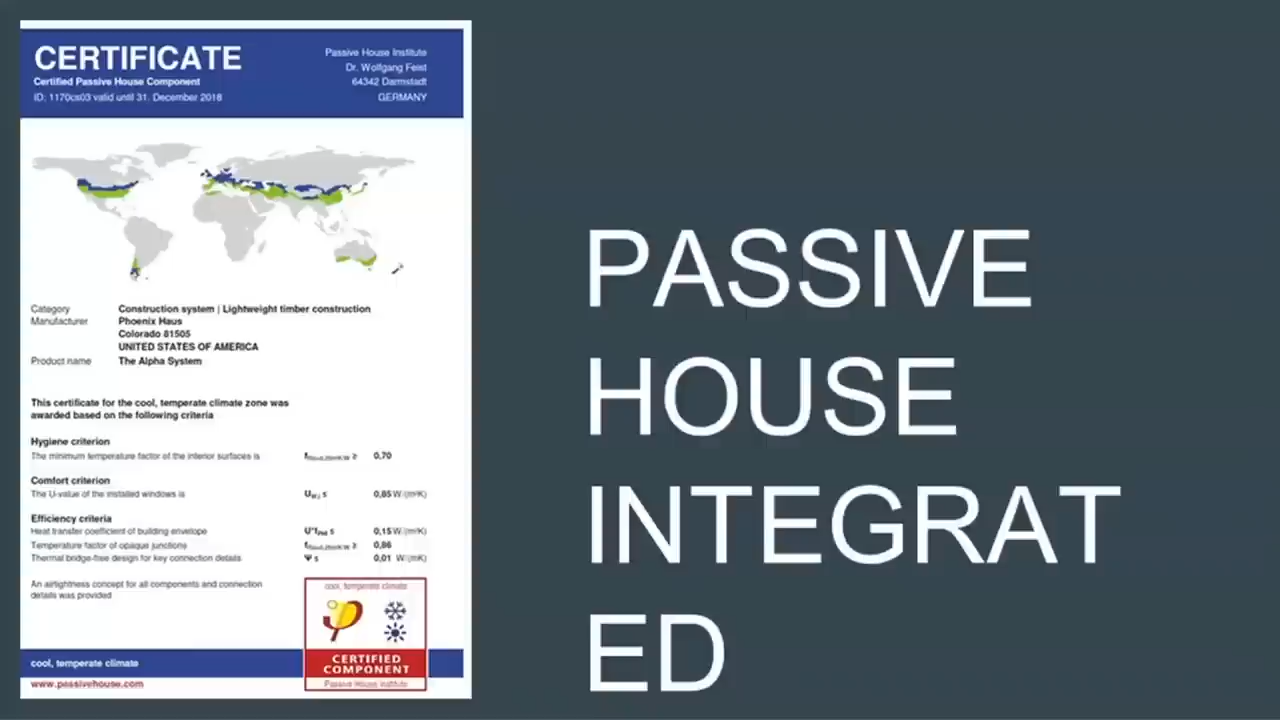 CERTIFICATE
Certified Passive House Component
ID: 1170cs03 valid until 31. December 2018
Passive House Institute
Dr. Wolfgang Feist
64342 Darmstadt
GERMANY
Category Construction system | Lightweight timber construction
Manufacturer Phoenix Haus
Colorado 81505
UNITED STATES OF AMERICA
Product name The Alpha System
This certificate for the cool, temperate climate zone was
awarded based on the following criteria
Hygiene criterion
The minimum temperature factor of the interior surfaces is ≥ 0,70
Comfort criterion
The U-value of the installed windows is ≤ 0,85 W/(m²K)
Efficiency criteria
Heat transfer coefficient of building envelope ≤ 0,15 W/(m²K)
Temperature factor of opaque junctions ≥ 0,86
Thermal bridge-free design for key connection details Ψ ≤ 0,01 W/(mK)
An airtightness concept for all components and connection
details was provided
cool, temperate climate
CERTIFIED
COMPONENT
Passive House Institute
cool, temperate climate
www.passivehouse.com
PASSIVE
HOUSE
INTEGRAT
ED